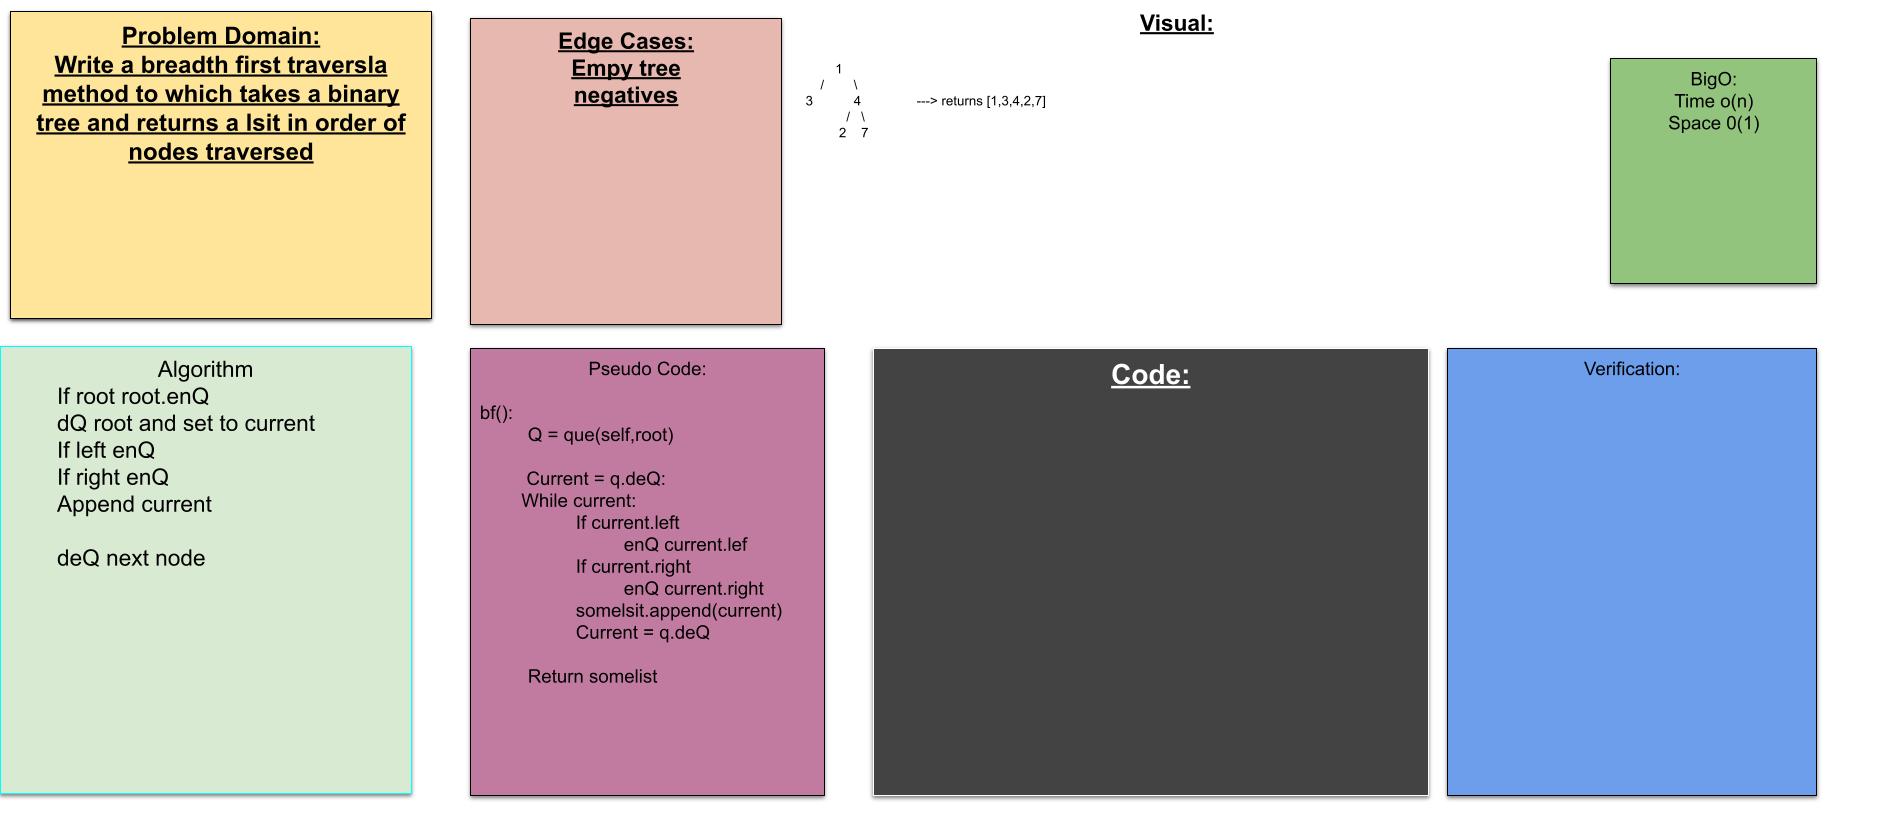 Problem Domain:
Write a breadth first traversla
method to which takes a binary
tree and returns a lsit in order of
nodes traversed
Edge Cases:
Empy tree
negatives
Visual:
1
/ \
3 4 ---> returns [1,3,4,2,7]
/ \
2 7
BigO:
Time o(n)
Space 0(1)
Algorithm
If root root.enQ
dQ root and set to current
If left enQ
If right enQ
Append current
deQ next node
Pseudo Code:
bf():
Q = que(self,root)
Current = q.deQ:
While current:
If current.left
enQ current.lef
If current.right
enQ current.right
somelsit.append(current)
Current = q.deQ
Return somelist
Code:
Verification: